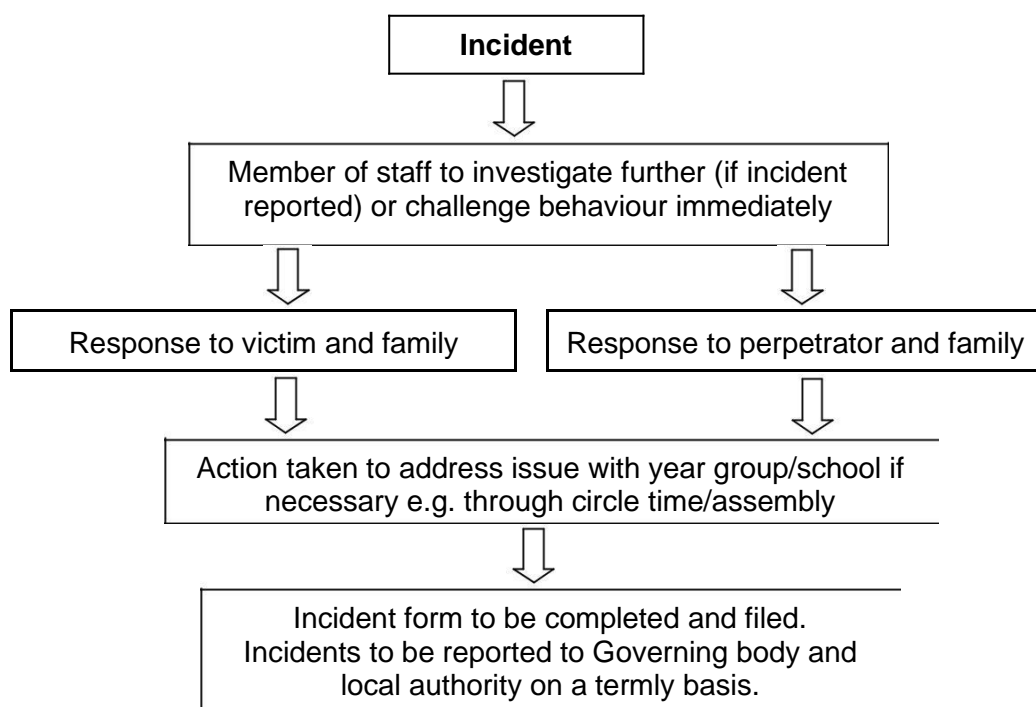 Incident
Member of staff to investigate further (if incident
reported) or challenge behaviour immediately
Response to victim and family
Response to perpetrator and family
Action taken to address issue with year group/school if
necessary e.g. through circle time/assembly
Incident form to be completed and filed.
Incidents to be reported to Governing body and
local authority on a termly basis.